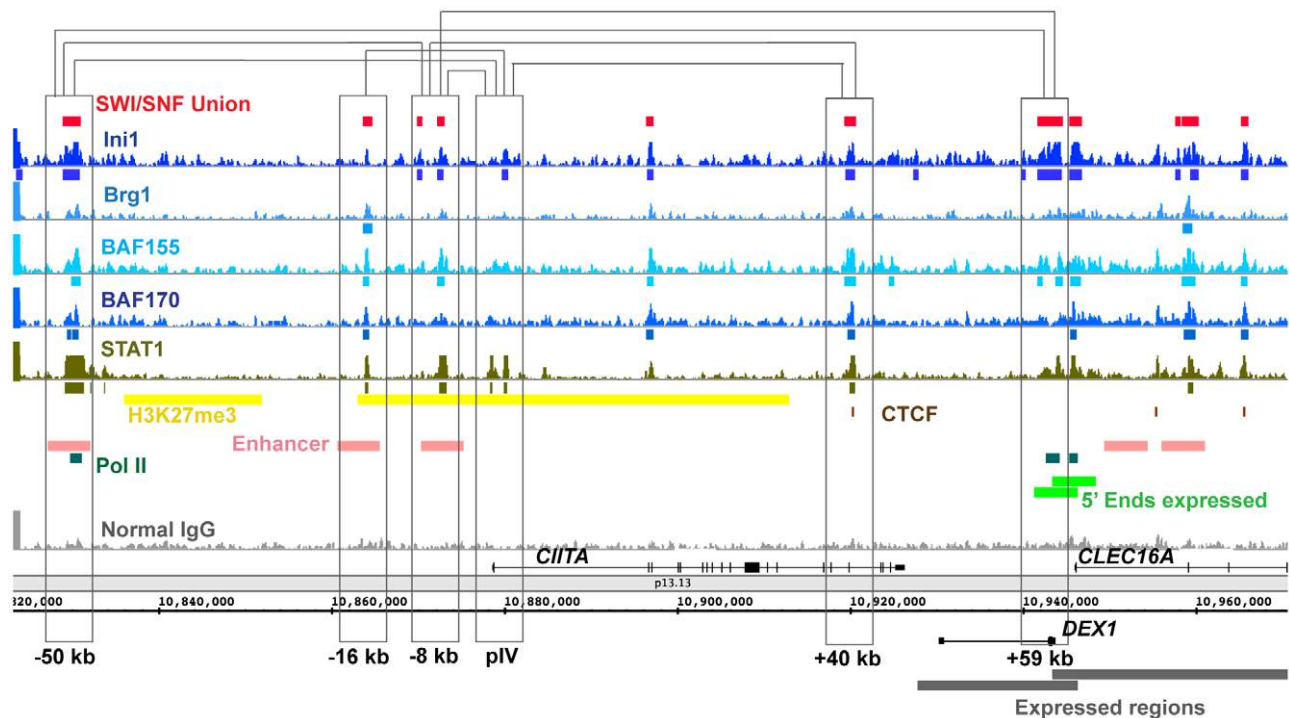 SWI/SNF Union
Ini1
Brg1
BAF155
BAF170
STAT1
H3K27me3
CTCF
Enhancer
Pol II
5' Ends expressed
Normal IgG
CIITA
CLEC16A
p13.13
320,000 10,840,000 10,860,000 10,880,000 10,900,000 10,920,000 10,940,000 10,960,000
DEX1
-50 kb -16 kb -8 kb pIV +40 kb +59 kb
Expressed regions